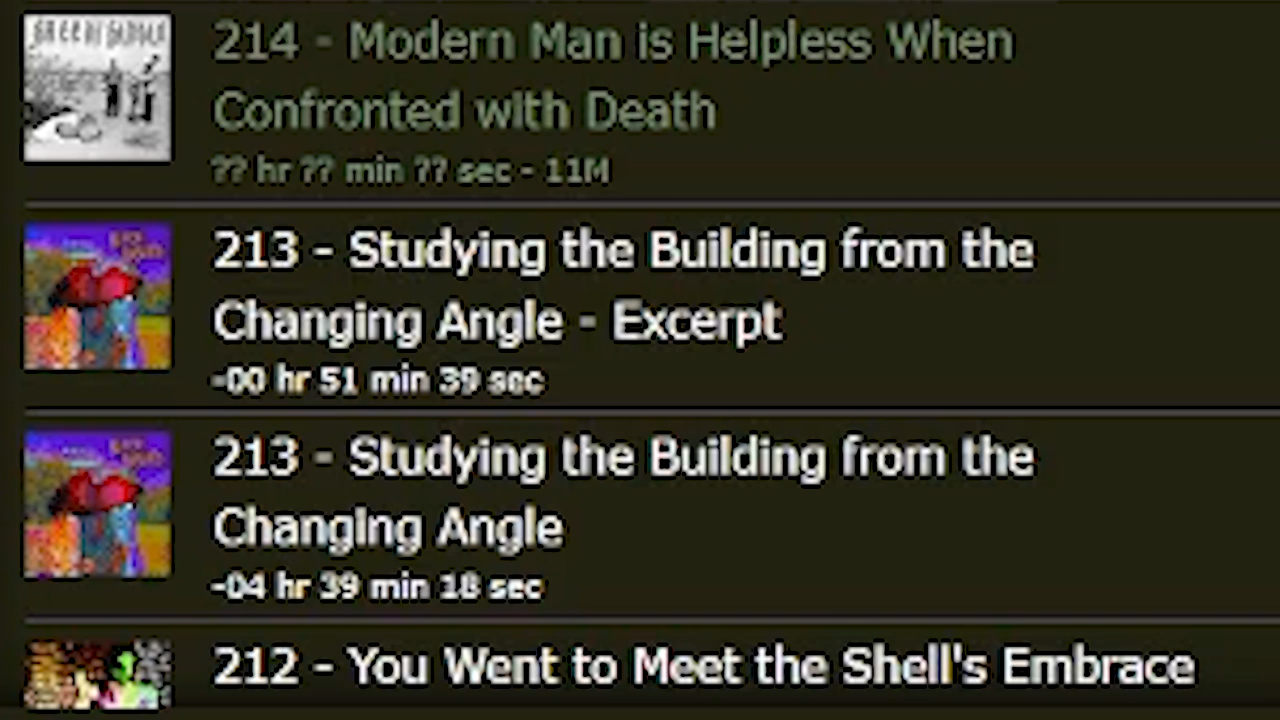 214 - Modern Man is Helpless When
Confronted with Death
?? hr ?? min ?? sec - 11M
213 - Studying the Building from the
Changing Angle - Excerpt
-00 hr 51 min 39 sec
213 - Studying the Building from the
Changing Angle
-04 hr 39 min 18 sec
212 - You Went to Meet the Shell's Embrace